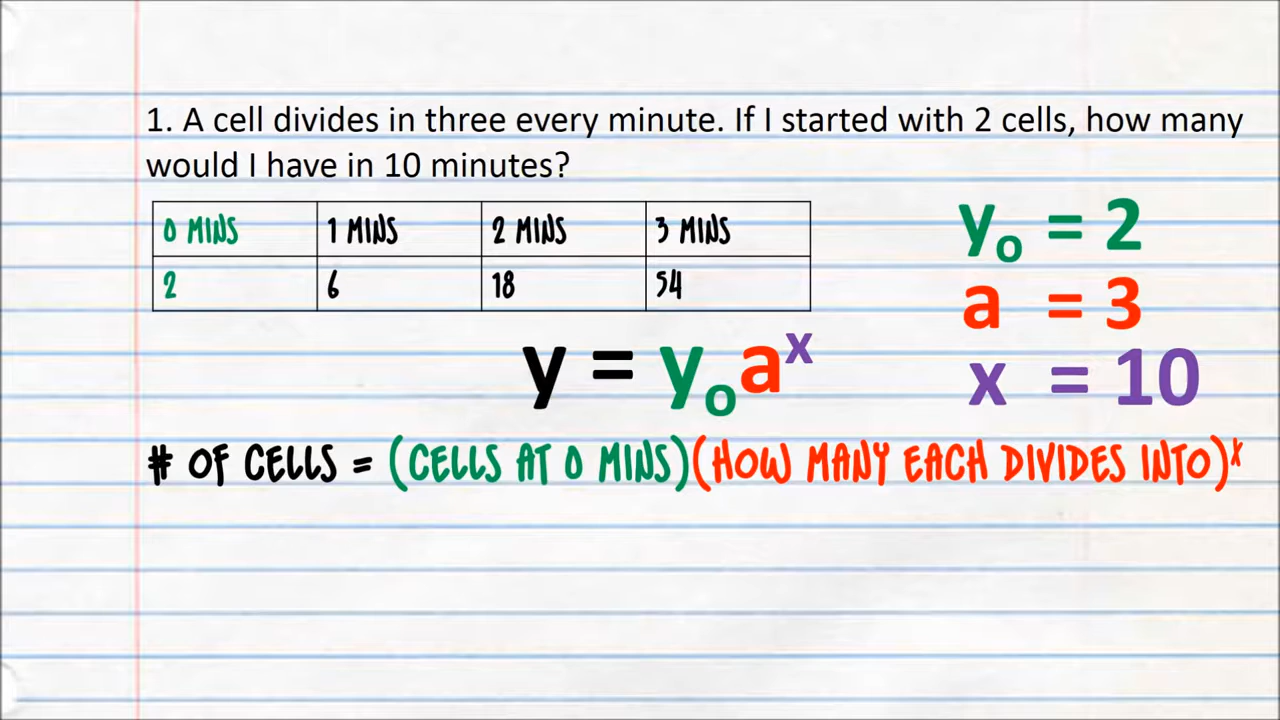 1. A cell divides in three every minute. If I started with 2 cells, how many
would I have in 10 minutes?
0 MINS 1 MINS 2 MINS 3 MINS
2 6 18 54
y₀ = 2
a = 3
x = 10
y = y₀aˣ
# OF CELLS = (CELLS AT 0 MINS)(HOW MANY EACH DIVIDES INTO)ˣ